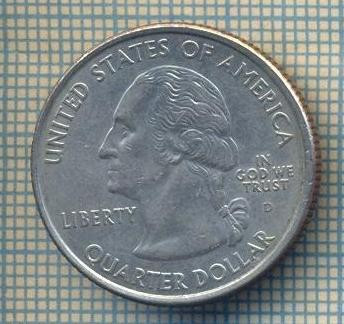 UNITED STATES OF AMERICA
IN
GOD WE
TRUST
D
LIBERTY
QUARTER DOLLAR